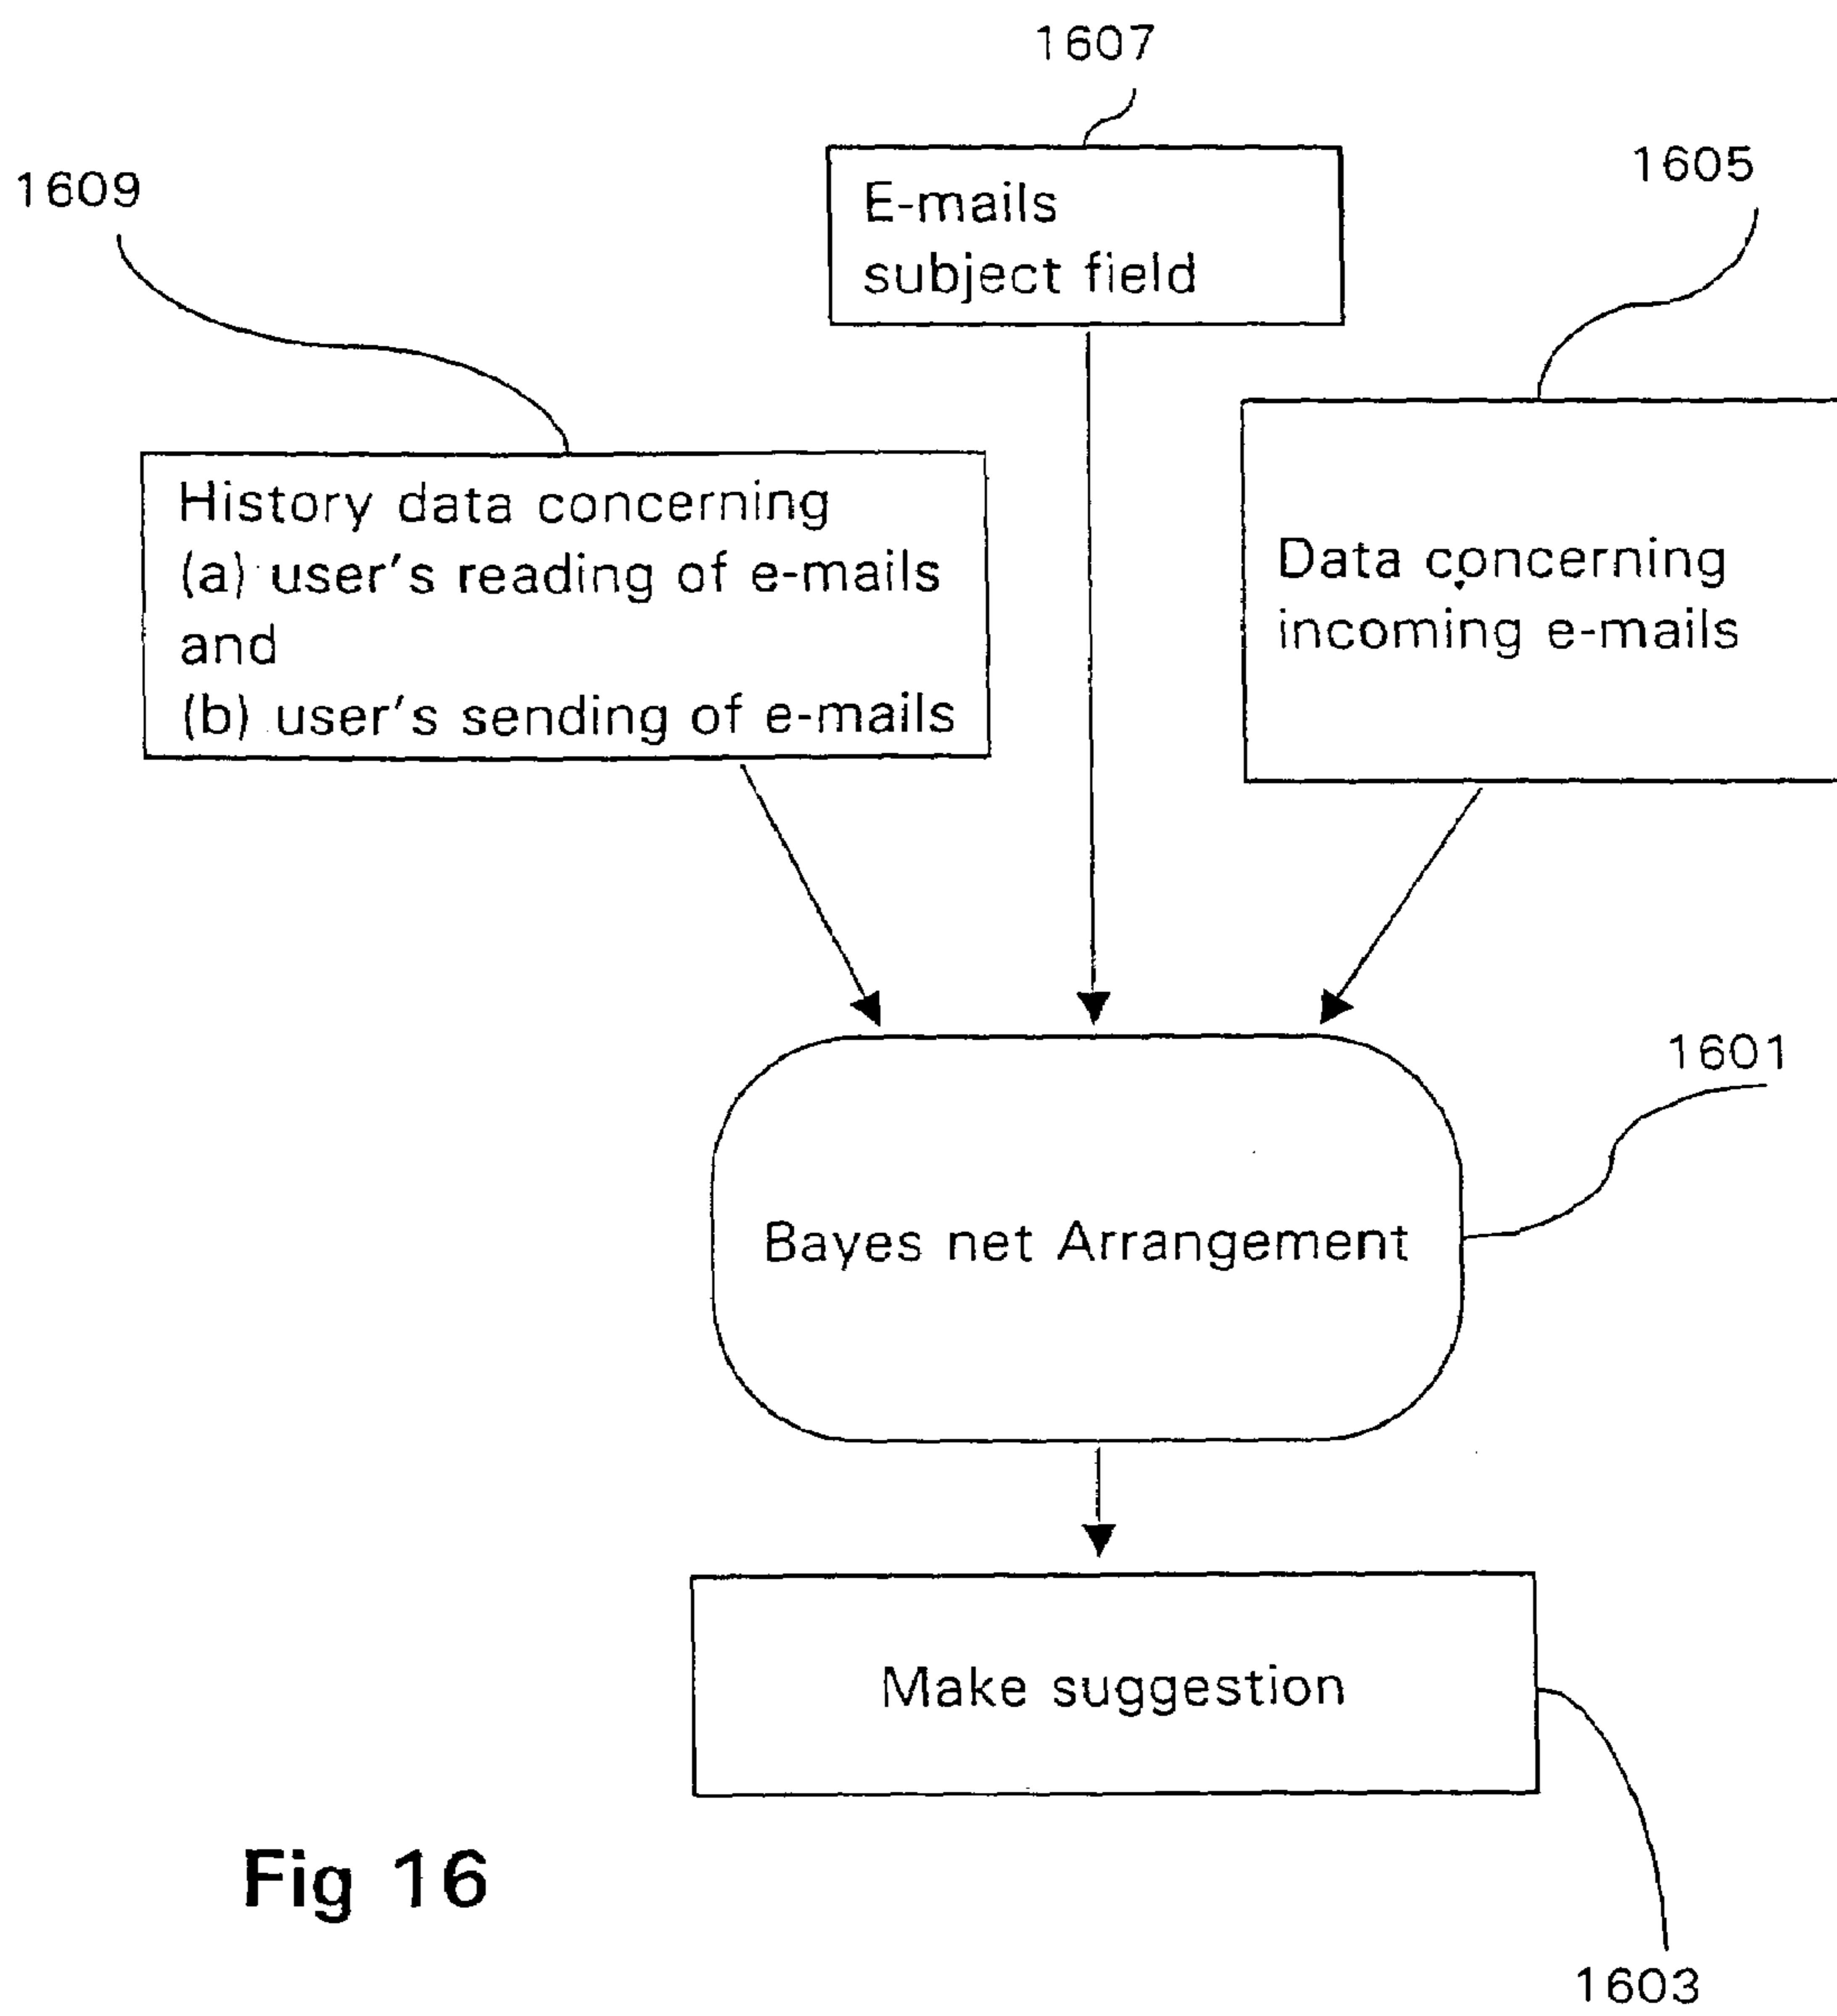 1607
1609
1605
E-mails
subject field
History data concerning
(a) user's reading of e-mails
and
(b) user's sending of e-mails
Data concerning
incoming e-mails
1601
Bayes net Arrangement
Make suggestion
Fig 16
1603